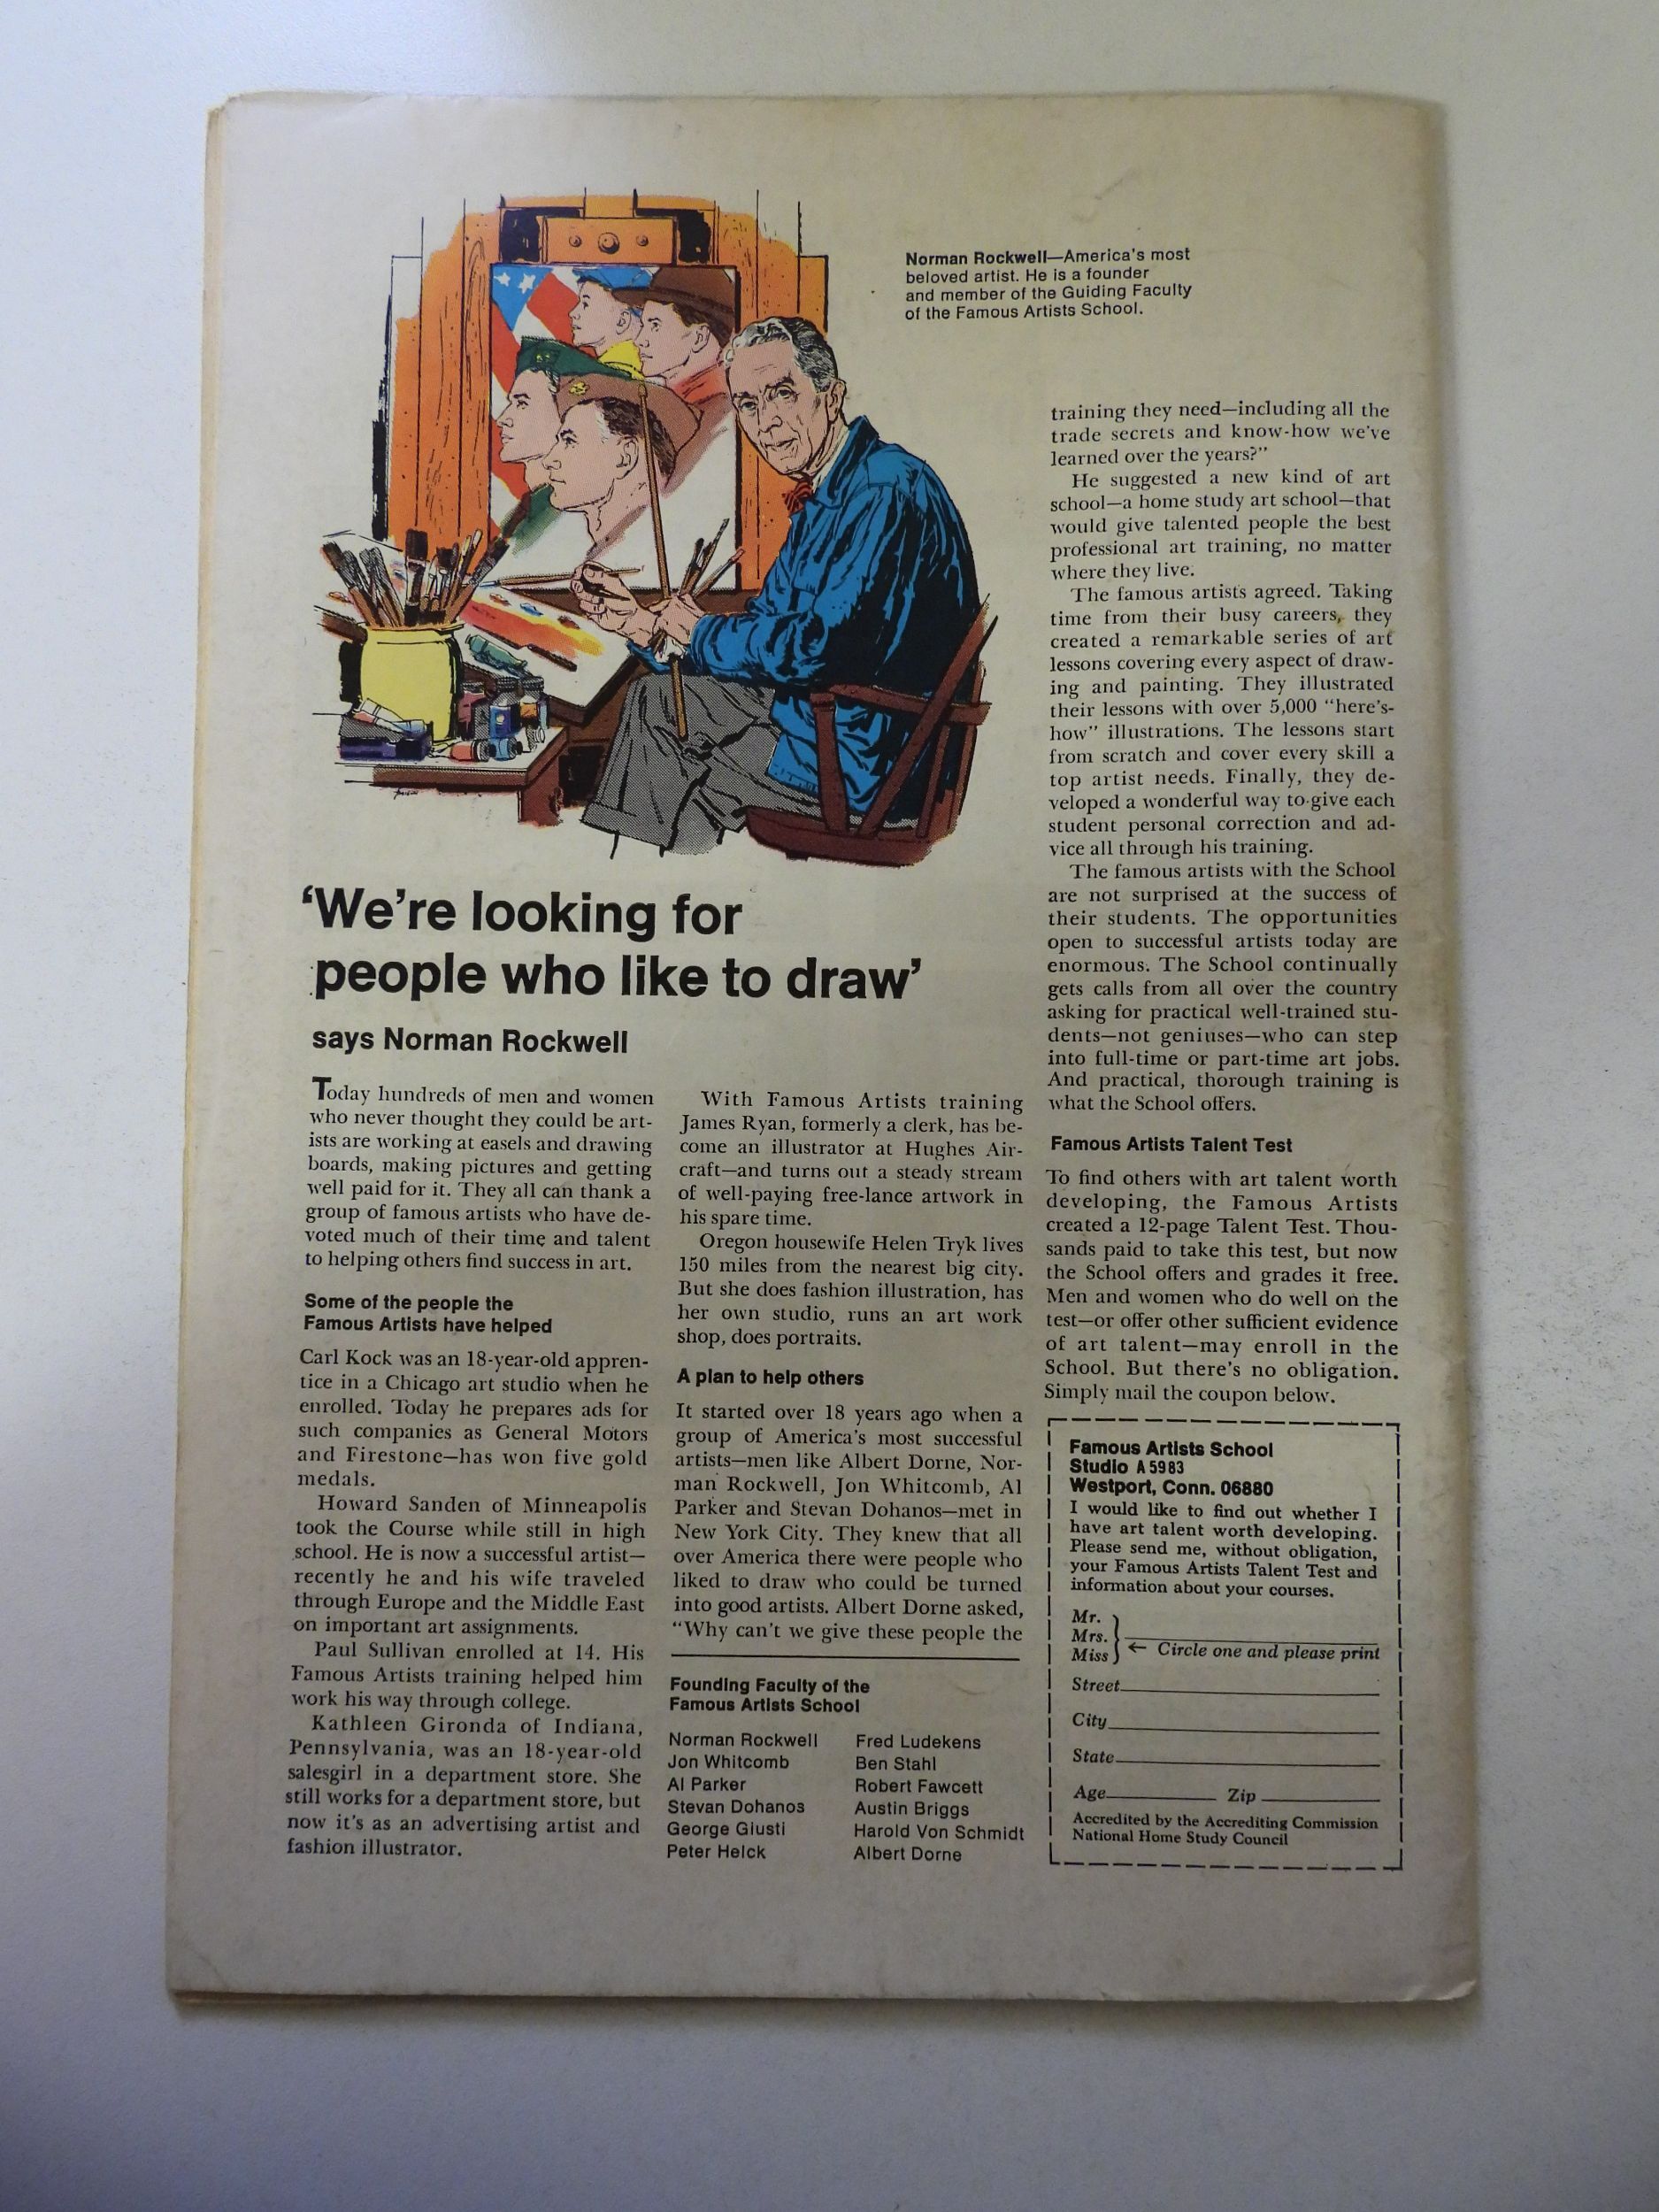 Norman Rockwell—America's most
beloved artist. He is a founder
and member of the Guiding Faculty
of the Famous Artists School.
'We're looking for
people who like to draw'
says Norman Rockwell
Today hundreds of men and women
who never thought they could be art-
ists are working at easels and drawing
boards, making pictures and getting
well paid for it. They all can thank a
group of famous artists who have de-
voted much of their time and talent
to helping others find success in art.
Some of the people the
Famous Artists have helped
Carl Kock was an 18-year-old appren-
tice in a Chicago art studio when he
enrolled. Today he prepares ads for
such companies as General Motors
and Firestone—has won five gold
medals.
Howard Sanden of Minneapolis
took the Course while still in high
school. He is now a successful artist—
recently he and his wife traveled
through Europe and the Middle East
on important art assignments.
Paul Sullivan enrolled at 14. His
Famous Artists training helped him
work his way through college.
Kathleen Gironda of Indiana,
Pennsylvania, was an 18-year-old
salesgirl in a department store. She
still works for a department store, but
now it's as an advertising artist and
fashion illustrator.
With Famous Artists training
James Ryan, formerly a clerk, has be-
come an illustrator at Hughes Air-
craft—and turns out a steady stream
of well-paying free-lance artwork in
his spare time.
Oregon housewife Helen Tryk lives
150 miles from the nearest big city.
But she does fashion illustration, has
her own studio, runs an art work
shop, does portraits.
A plan to help others
It started over 18 years ago when a
group of America's most successful
artists—men like Albert Dorne, Nor-
man Rockwell, Jon Whitcomb, Al
Parker and Stevan Dohanos—met in
New York City. They knew that all
over America there were people who
liked to draw who could be turned
into good artists. Albert Dorne asked,
"Why can't we give these people the
Founding Faculty of the
Famous Artists School
Norman Rockwell
Jon Whitcomb
Al Parker
Stevan Dohanos
George Giusti
Peter Helck
Fred Ludekens
Ben Stahl
Robert Fawcett
Austin Briggs
Harold Von Schmidt
Albert Dorne
training they need—including all the
trade secrets and know-how we've
learned over the years?"
He suggested a new kind of art
school—a home study art school—that
would give talented people the best
professional art training, no matter
where they live.
The famous artists agreed. Taking
time from their busy careers, they
created a remarkable series of art
lessons covering every aspect of draw-
ing and painting. They illustrated
their lessons with over 5,000 "here's-
how" illustrations. The lessons start
from scratch and cover every skill a
top artist needs. Finally, they de-
veloped a wonderful way to give each
student personal correction and ad-
vice all through his training.
The famous artists with the School
are not surprised at the success of
their students. The opportunities
open to successful artists today are
enormous. The School continually
gets calls from all over the country
asking for practical well-trained stu-
dents—not geniuses—who can step
into full-time or part-time art jobs.
And practical, thorough training is
what the School offers.
Famous Artists Talent Test
To find others with art talent worth
developing, the Famous Artists
created a 12-page Talent Test. Thou-
sands paid to take this test, but now
the School offers and grades it free.
Men and women who do well on the
test—or offer other sufficient evidence
of art talent—may enroll in the
School. But there's no obligation.
Simply mail the coupon below.
Famous Artists School
Studio A 5983
Westport, Conn. 06880
I would like to find out whether I
have art talent worth developing.
Please send me, without obligation,
your Famous Artists Talent Test and
information about your courses.
Mr.
Mrs.
Miss
← Circle one and please print
Street
City
State
Age Zip
Accredited by the Accrediting Commission
National Home Study Council